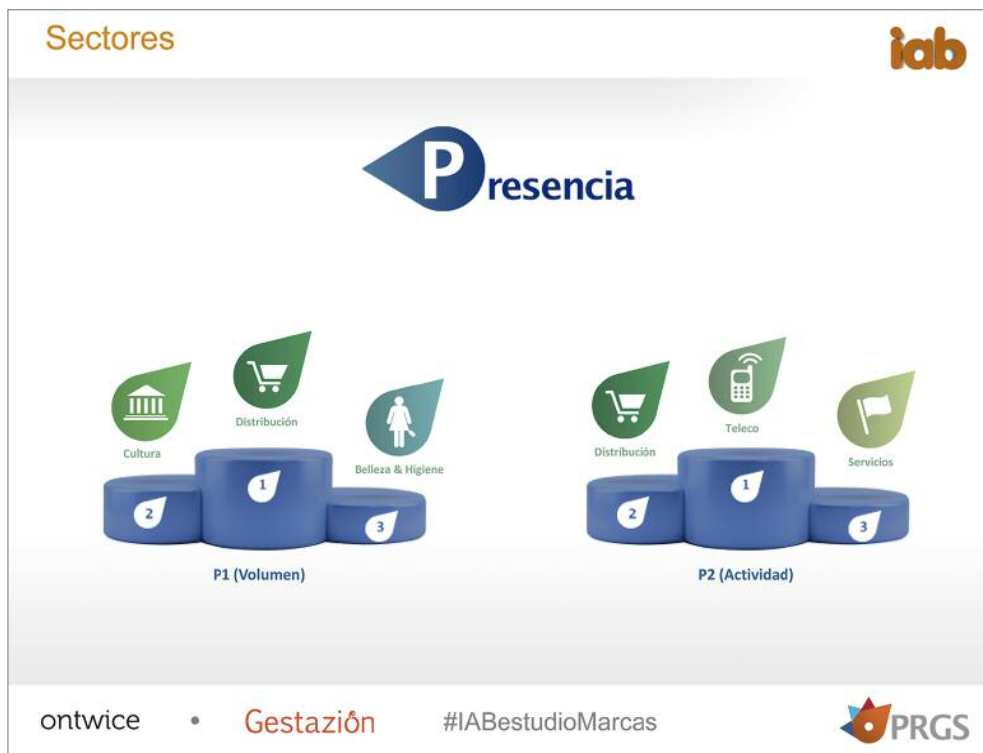 Sectores
iab
Presencia
Cultura
Distribución
Belleza & Higiene
2
1
3
P1 (Volumen)
Distribución
Teleco
Servicios
2
1
3
P2 (Actividad)
ontwice • Gestazión #IABestudioMarcas PRGS